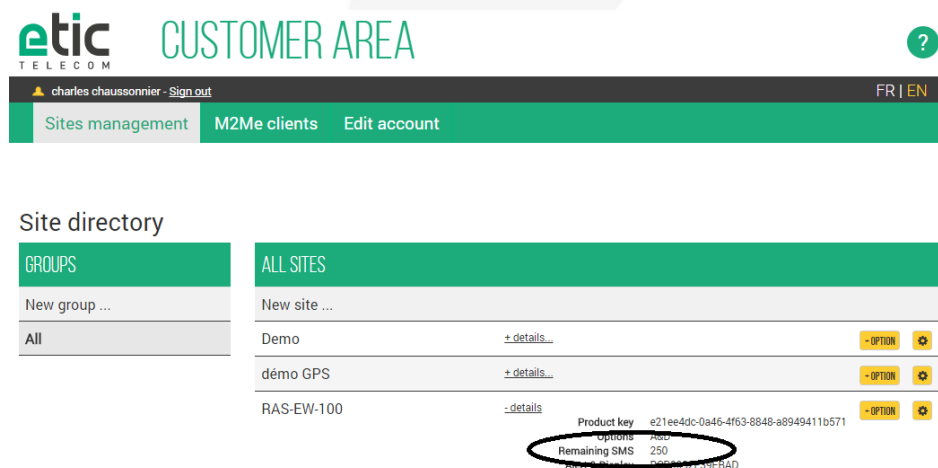 etic
TELECOM
CUSTOMER AREA
?
charles chaussonnier - Sign out
FR | EN
Sites management
M2Me clients
Edit account
Site directory
GROUPS
New group ...
All
ALL SITES
New site ...
Demo
+ details...
- OPTION
démo GPS
+ details...
- OPTION
RAS-EW-100
- details
- OPTION
Product key e21ee4dc-0a46-4f63-8848-a8949411b571
Options A&D
Remaining SMS 250
Display